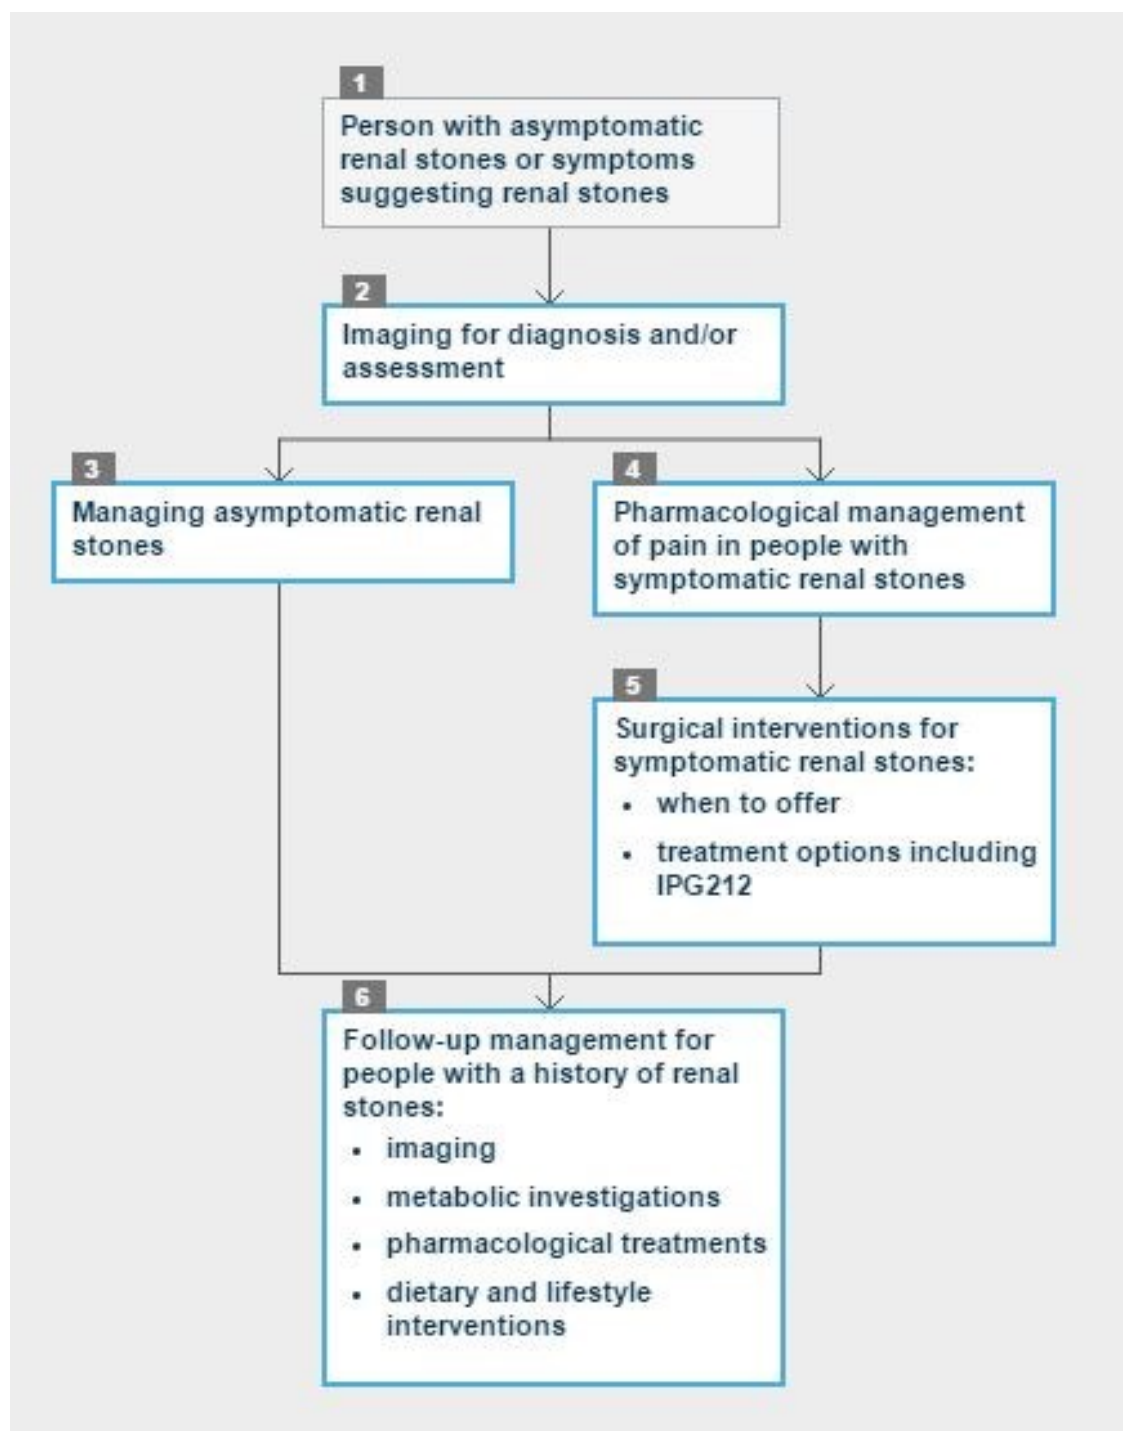 1
Person with asymptomatic
renal stones or symptoms
suggesting renal stones
2
Imaging for diagnosis and/or
assessment
3
Managing asymptomatic renal
stones
4
Pharmacological management
of pain in people with
symptomatic renal stones
5
Surgical interventions for
symptomatic renal stones:
• when to offer
• treatment options including
IPG212
6
Follow-up management for
people with a history of renal
stones:
• imaging
• metabolic investigations
• pharmacological treatments
• dietary and lifestyle
interventions